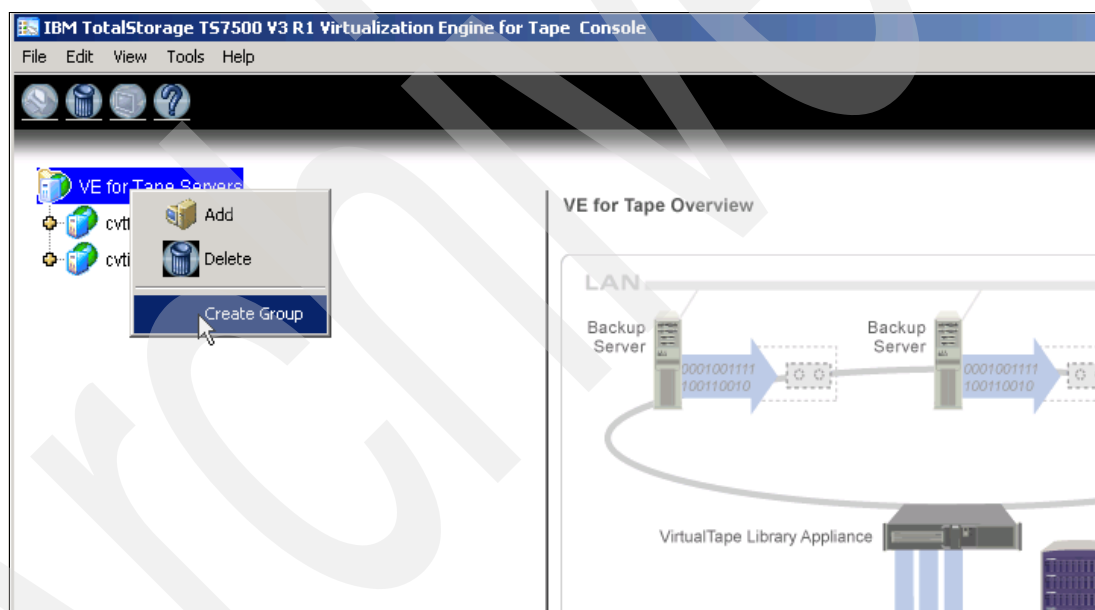 IBM TotalStorage TS7500 V3 R1 Virtualization Engine for Tape Console
File Edit View Tools Help
VE for Tape Servers
Add
Delete
Create Group
VE for Tape Overview
LAN
Backup
Server
0001001111
100110010
Backup
Server
0001001111
100110010
VirtualTape Library Appliance